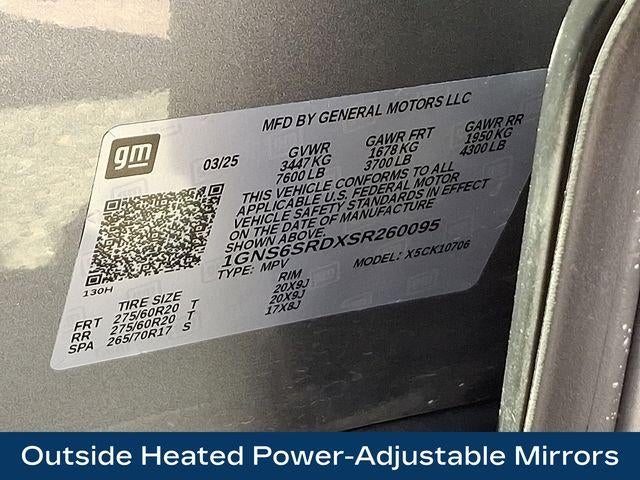 MFD BY GENERAL MOTORS LLC
gm
03/25 GVWR GAWR FRT GAWR RR
3447 KG 1678 KG 1950 KG
7600 LB 3700 LB 4300 LB
THIS VEHICLE CONFORMS TO ALL
APPLICABLE U.S. FEDERAL MOTOR
VEHICLE SAFETY STANDARDS IN EFFECT
ON THE DATE OF MANUFACTURE
SHOWN ABOVE.
1GNS6SRDXSR260095
TYPE: MPV MODEL: X5CK10706
130H
TIRE SIZE RIM
FRT 275/60R20 T 20X9J
RR 275/60R20 T 20X9J
SPA 265/70R17 S 17X8J
Outside Heated Power-Adjustable Mirrors